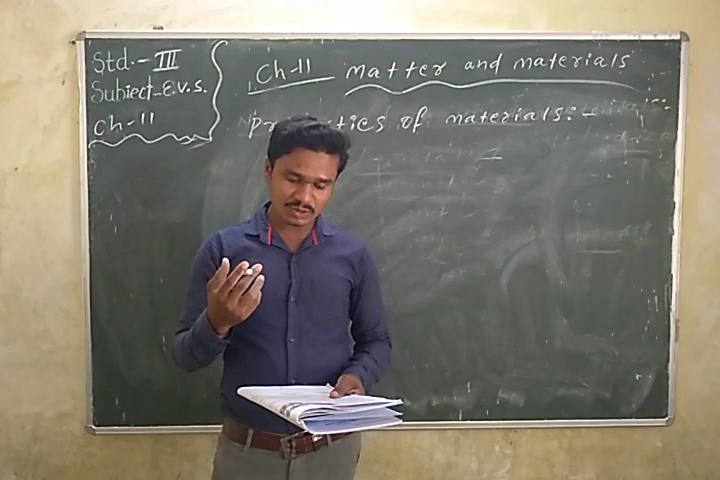 Std.- III
Subject-E.V.S.
Ch-11
Ch-11 Matter and materials
of materials:-